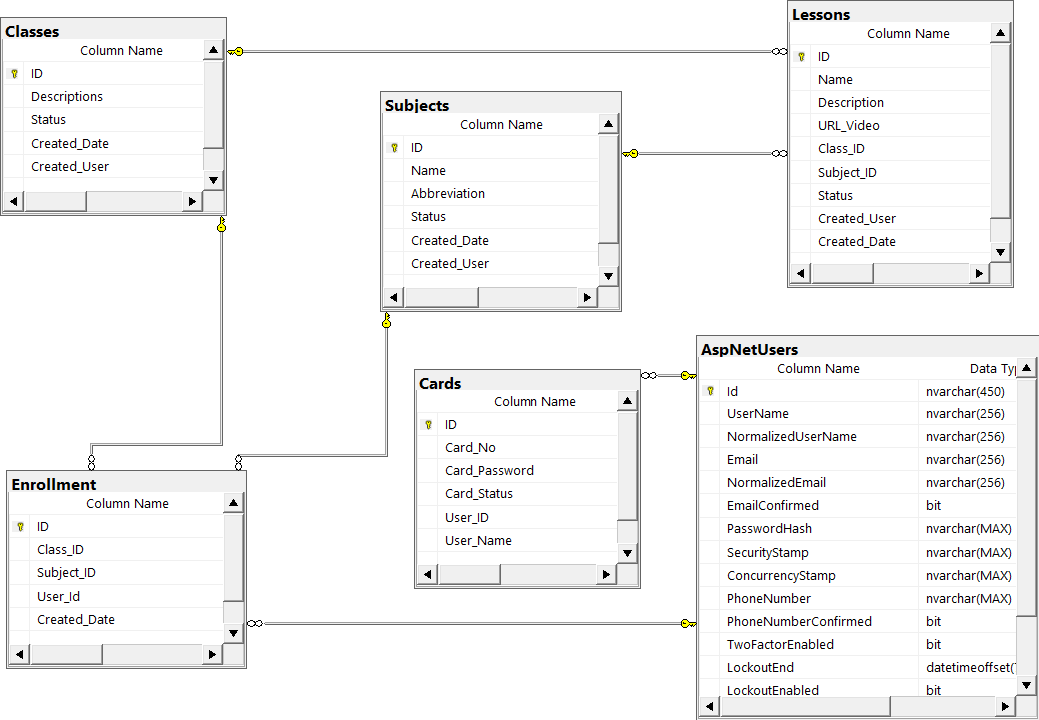 Classes
Column Name
ID
Descriptions
Status
Created_Date
Created_User
Lessons
Column Name
ID
Name
Description
URL_Video
Class_ID
Subject_ID
Status
Created_User
Created_Date
Subjects
Column Name
ID
Name
Abbreviation
Status
Created_Date
Created_User
Cards
Column Name
ID
Card_No
Card_Password
Card_Status
User_ID
User_Name
AspNetUsers
Column Name Data Typ
Id nvarchar(450)
UserName nvarchar(256)
NormalizedUserName nvarchar(256)
Email nvarchar(256)
NormalizedEmail nvarchar(256)
EmailConfirmed bit
PasswordHash nvarchar(MAX)
SecurityStamp nvarchar(MAX)
ConcurrencyStamp nvarchar(MAX)
PhoneNumber nvarchar(MAX)
PhoneNumberConfirmed bit
TwoFactorEnabled bit
LockoutEnd datetimeoffset(
LockoutEnabled bit
Enrollment
Column Name
ID
Class_ID
Subject_ID
User_Id
Created_Date